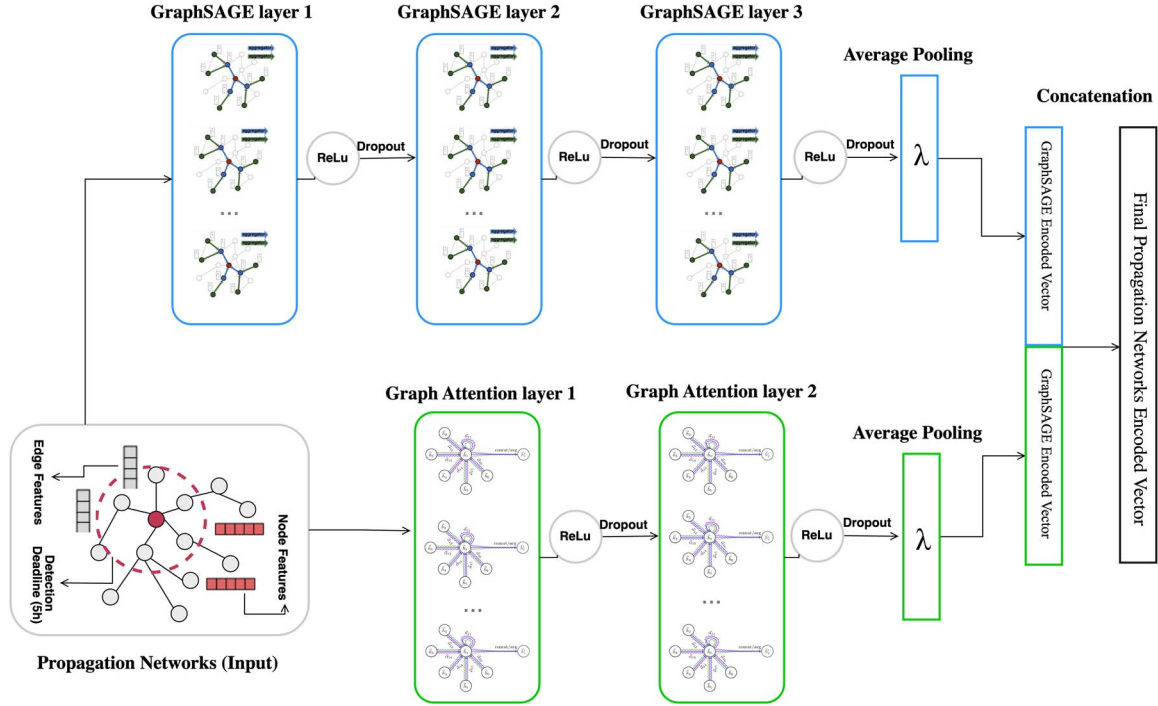 GraphSAGE layer 1
GraphSAGE layer 2
GraphSAGE layer 3
Average Pooling
Concatenation
ReLu
Dropout
ReLu
Dropout
ReLu
Dropout
λ
...
...
...
GraphSAGE Encoded Vector
Final Propagation Networks Encoded Vector
Graph Attention layer 1
Graph Attention layer 2
Average Pooling
GraphSAGE Encoded Vector
Edge Features
Node Features
Detection
Deadline (5h)
ReLu
Dropout
ReLu
Dropout
λ
...
...
Propagation Networks (Input)